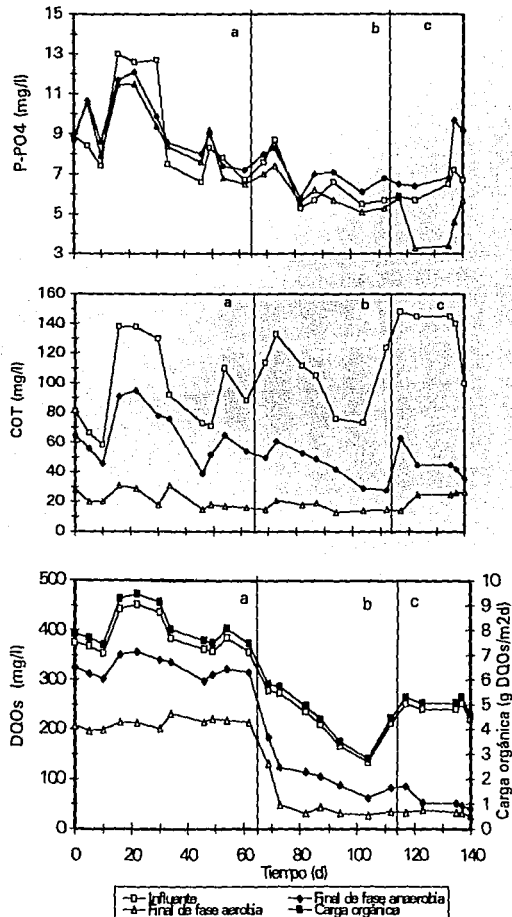 15
13
11
9
7
5
3
P-PO4 (mg/l)
a
b
c
160
140
120
100
80
60
40
20
0
COT (mg/l)
a
b
c
500
400
300
200
100
0
DQOs (mg/l)
a
b
c
10
9
8
7
6
5
4
3
2
1
0
Carga orgánica (g DQOs/m2d)
0 20 40 60 80 100 120 140
Tiempo (d)
Influente
Final de fase anaerobia
Final de fase aerobia
Carga orgánica